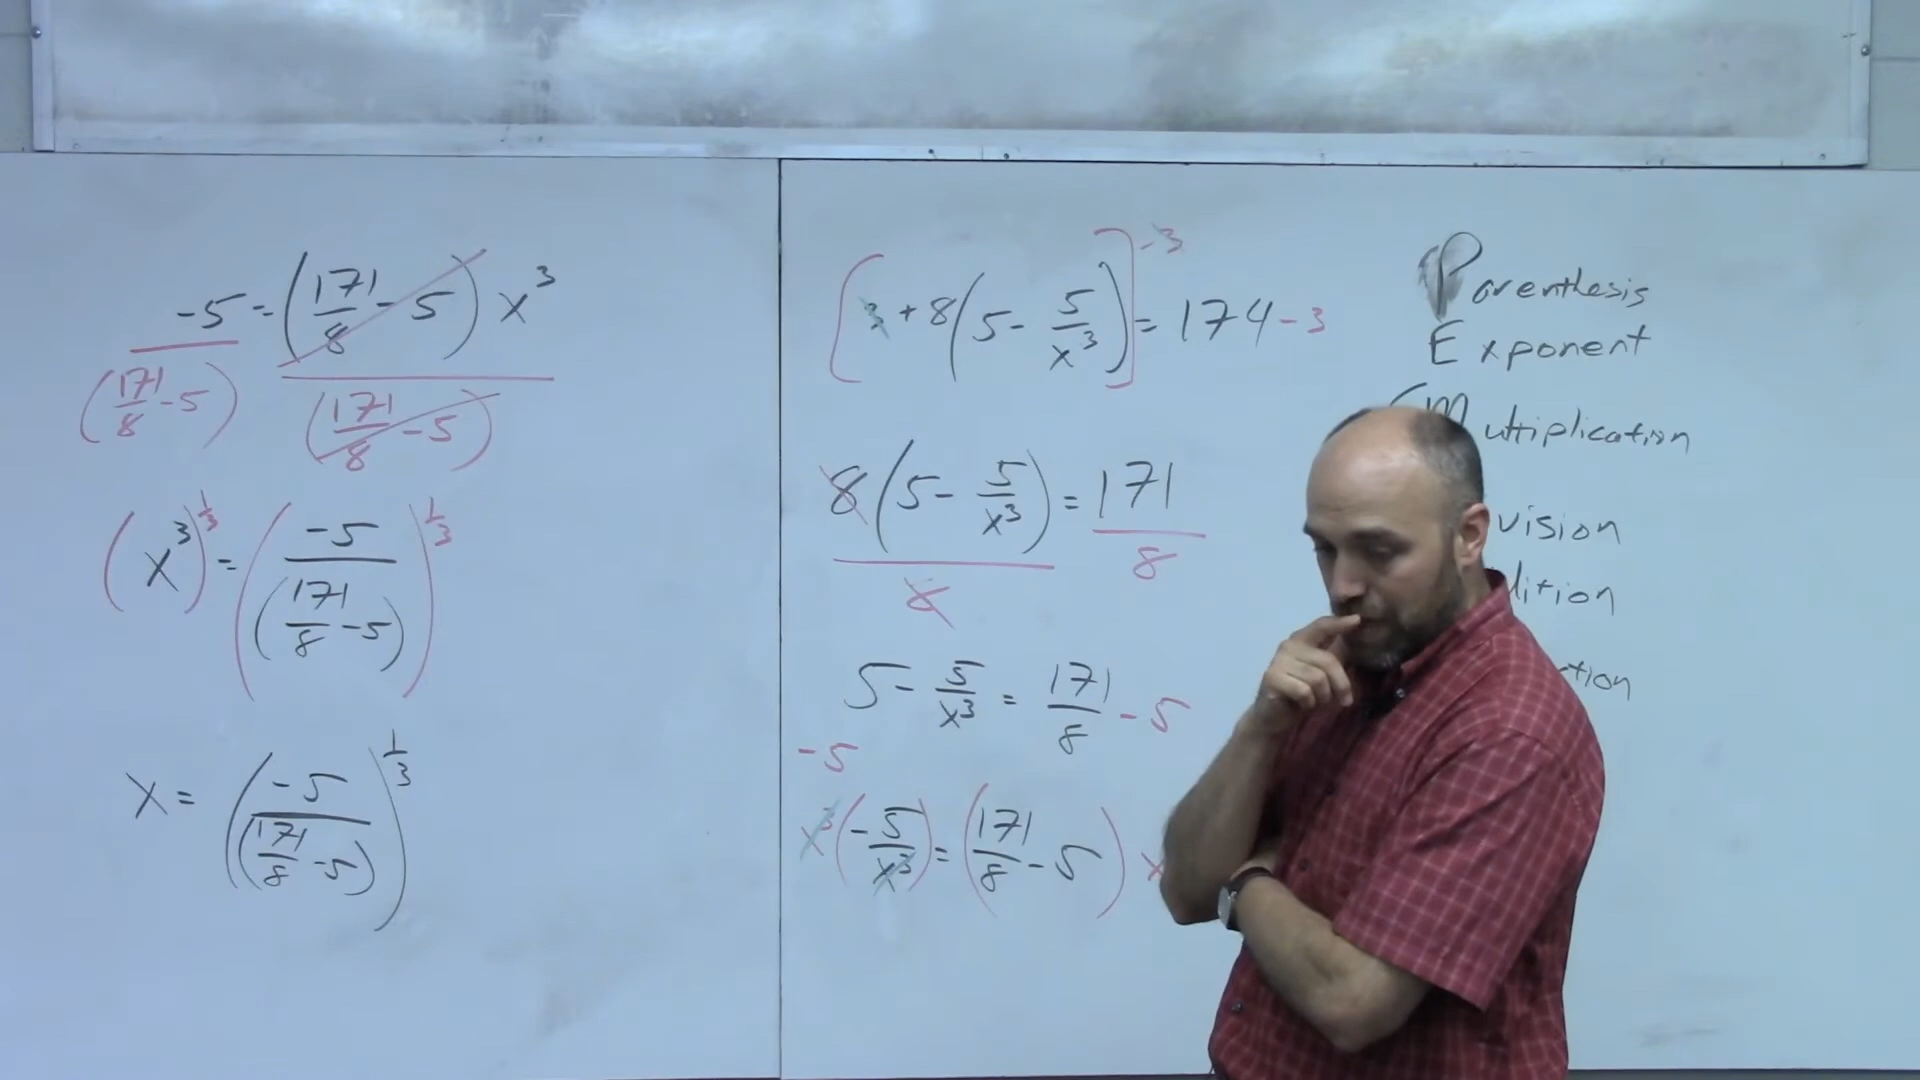 -5 = (171/8 - 5) x³
(171/8 - 5) (171/8 - 5)
(x³)^1/3 = (-5/(171/8 - 5))^1/3
x = (-5/(171/8 - 5))^1/3
[3 + 8(5 - 5/x³)] - 3 = 174 - 3
8(5 - 5/x³) = 171
8 8
5 - 5/x³ = 171/8 - 5
-5
x³(-5/x³) = (171/8 - 5) x
Parenthesis
Exponent
Multiplication
vision
dition
ction